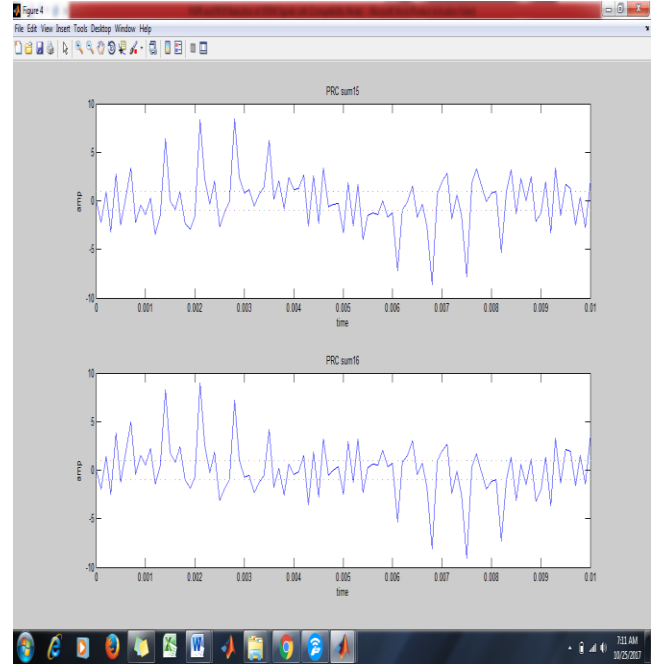 Figure 4
File Edit View Insert Tools Desktop Window Help
PRC sum15
10
5
0
-5
-10
amp
0 0.001 0.002 0.003 0.004 0.005 0.006 0.007 0.008 0.009 0.01
time
PRC sum16
10
5
0
-5
-10
amp
0 0.001 0.002 0.003 0.004 0.005 0.006 0.007 0.008 0.009 0.01
time
7:11 AM
10/25/2017